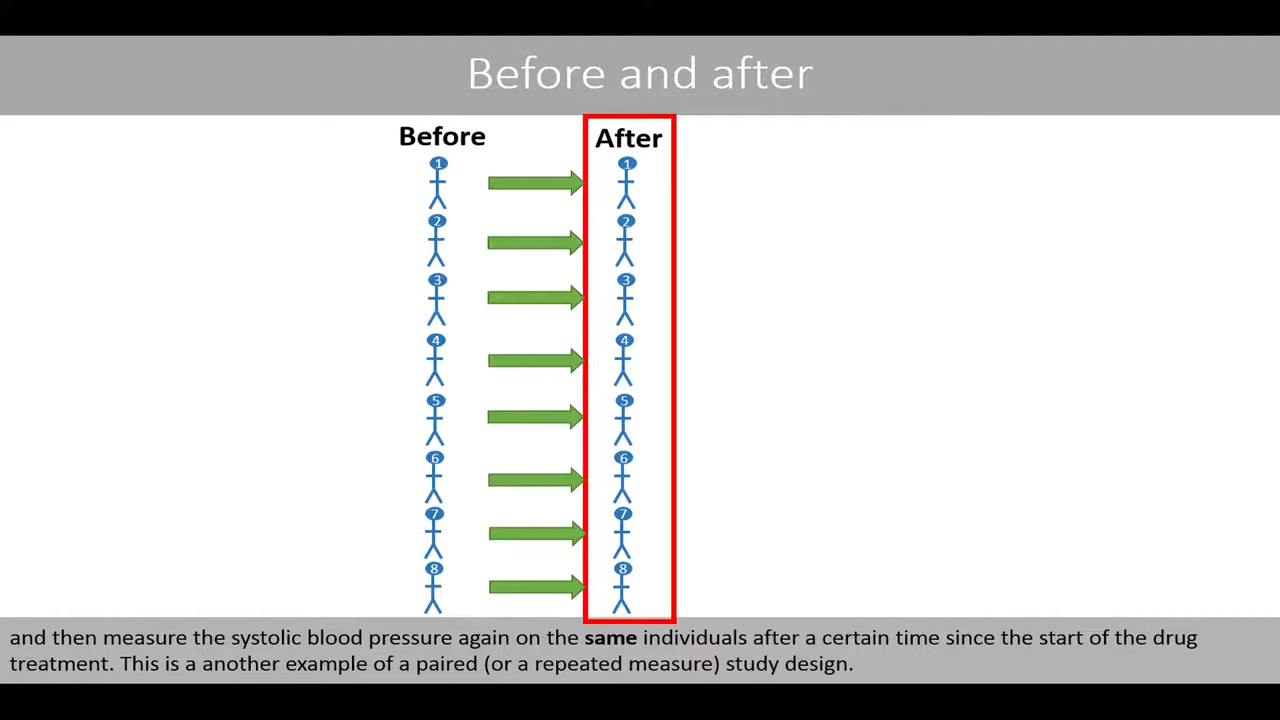 Before and after
Before After
1 1
2 2
3 3
4 4
5 5
6 6
7 7
8 8
and then measure the systolic blood pressure again on the same individuals after a certain time since the start of the drug
treatment. This is a another example of a paired (or a repeated measure) study design.